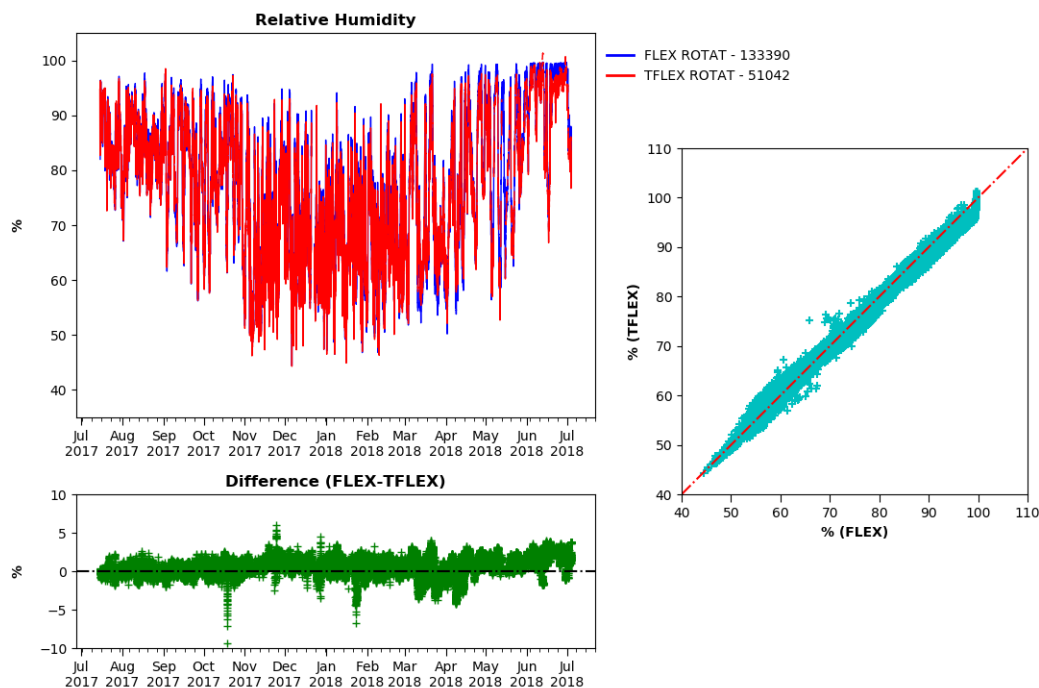 Relative Humidity
%
100
90
80
70
60
50
40
Jul Aug Sep Oct Nov Dec Jan Feb Mar Apr May Jun Jul
2017 2017 2017 2017 2017 2017 2018 2018 2018 2018 2018 2018 2018
FLEX ROTAT - 133390
TFLEX ROTAT - 51042
% (TFLEX)
110
100
90
80
70
60
50
40
40 50 60 70 80 90 100 110
% (FLEX)
Difference (FLEX-TFLEX)
%
10
5
0
−5
−10
Jul Aug Sep Oct Nov Dec Jan Feb Mar Apr May Jun Jul
2017 2017 2017 2017 2017 2017 2018 2018 2018 2018 2018 2018 2018